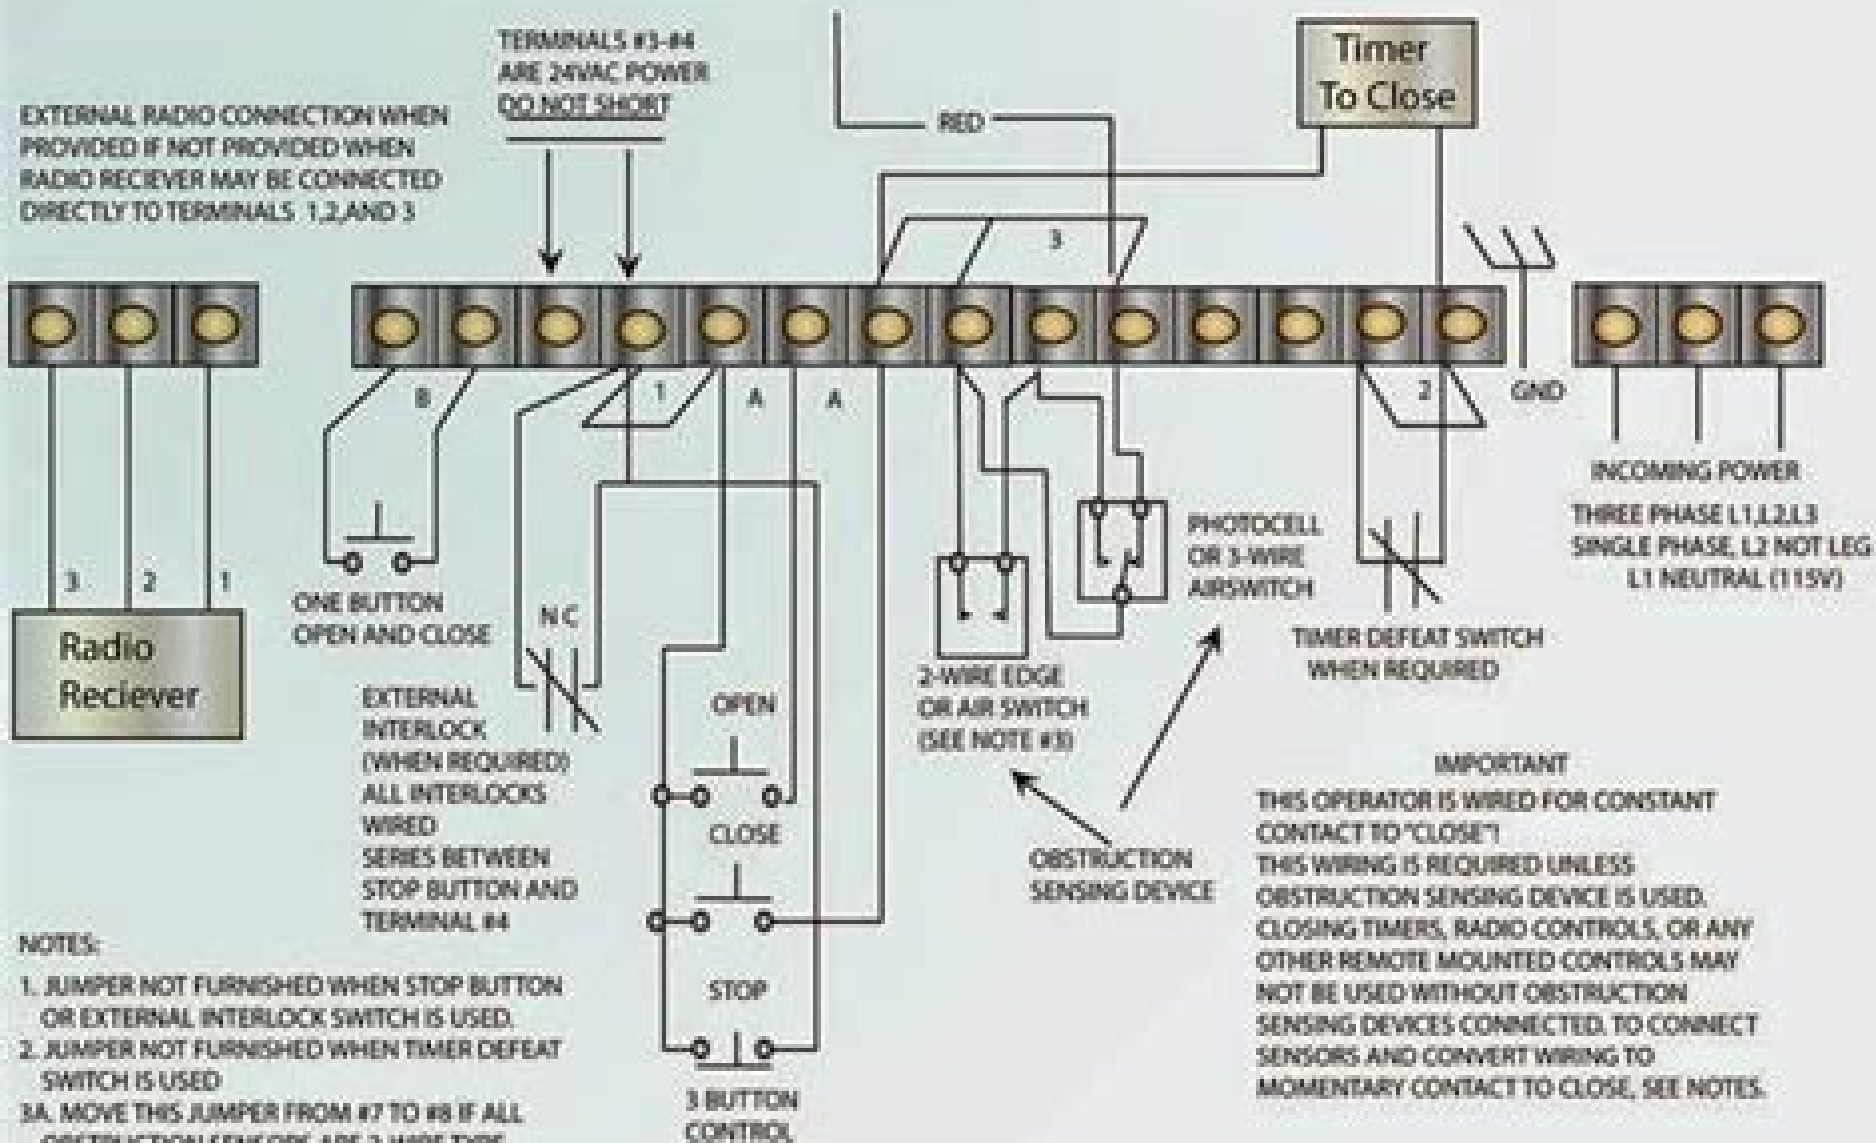 TERMINALS #3-#4
ARE 24VAC POWER
DO NOT SHORT
Timer
To Close
EXTERNAL RADIO CONNECTION WHEN
PROVIDED IF NOT PROVIDED WHEN
RADIO RECIEVER MAY BE CONNECTED
DIRECTLY TO TERMINALS 1,2,AND 3
RED
3
B
1
A
A
2
GND
INCOMING POWER
THREE PHASE L1,L2,L3
SINGLE PHASE, L2 NOT LEG
L1 NEUTRAL (115V)
3
2
1
Radio
Reciever
ONE BUTTON
OPEN AND CLOSE
N C
EXTERNAL
INTERLOCK
(WHEN REQUIRED)
ALL INTERLOCKS
WIRED
SERIES BETWEEN
STOP BUTTON AND
TERMINAL #4
OPEN
CLOSE
STOP
3 BUTTON
CONTROL
2-WIRE EDGE
OR AIR SWITCH
(SEE NOTE #3)
PHOTOCELL
OR 3-WIRE
AIRSWITCH
OBSTRUCTION
SENSING DEVICE
TIMER DEFEAT SWITCH
WHEN REQUIRED
IMPORTANT
THIS OPERATOR IS WIRED FOR CONSTANT
CONTACT TO "CLOSE"!
THIS WIRING IS REQUIRED UNLESS
OBSTRUCTION SENSING DEVICE IS USED.
CLOSING TIMERS, RADIO CONTROLS, OR ANY
OTHER REMOTE MOUNTED CONTROLS MAY
NOT BE USED WITHOUT OBSTRUCTION
SENSING DEVICES CONNECTED. TO CONNECT
SENSORS AND CONVERT WIRING TO
MOMENTARY CONTACT TO CLOSE, SEE NOTES.
NOTES:
1. JUMPER NOT FURNISHED WHEN STOP BUTTON
OR EXTERNAL INTERLOCK SWITCH IS USED.
2. JUMPER NOT FURNISHED WHEN TIMER DEFEAT
SWITCH IS USED
3A. MOVE THIS JUMPER FROM #7 TO #8 IF ALL
OBSTRUCTION SENSORS ARE 2-WIRE TYPE